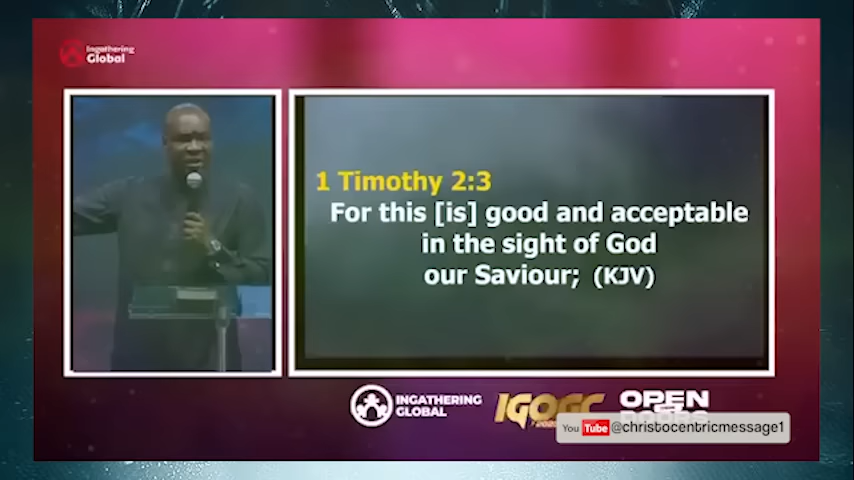 Ingathering
Global
1 Timothy 2:3
For this [is] good and acceptable
in the sight of God
our Saviour; (KJV)
INGATHERING
GLOBAL
IGOGC
OPEN
You Tube @christocentricmessage1